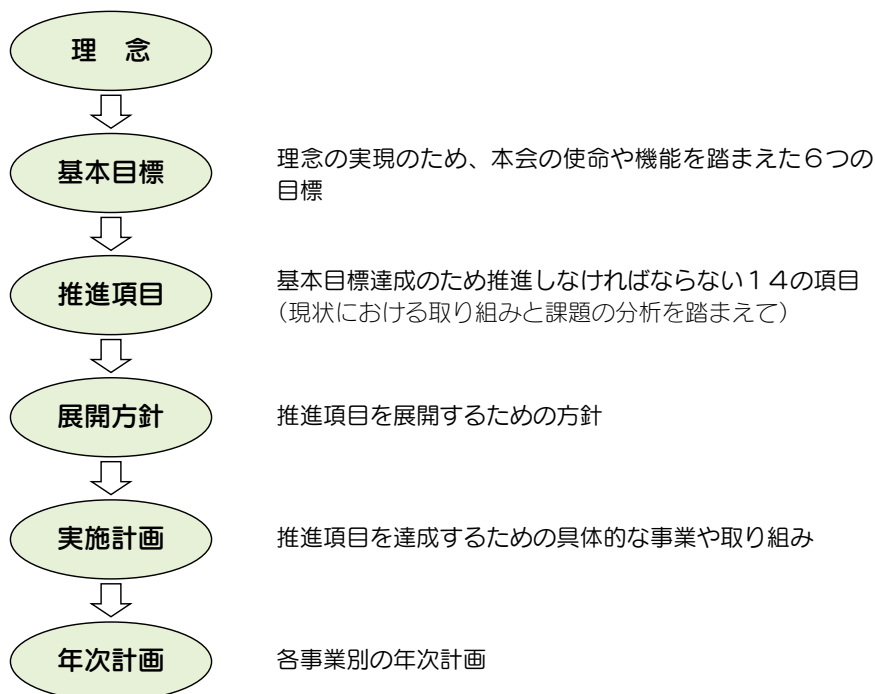 理　念
基本目標
理念の実現のため、本会の使命や機能を踏まえた６つの
目標
推進項目
基本目標達成のため推進しなければならない１４の項目
（現状における取り組みと課題の分析を踏まえて）
展開方針
推進項目を展開するための方針
実施計画
推進項目を達成するための具体的な事業や取り組み
年次計画
各事業別の年次計画